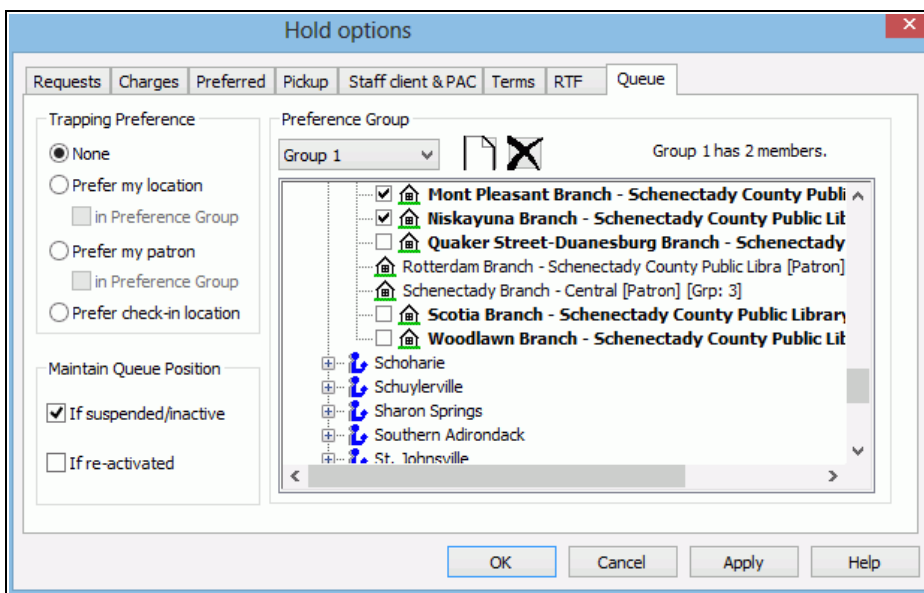 Hold options
Requests Charges Preferred Pickup Staff client & PAC Terms RTF Queue
Trapping Preference
None
Prefer my location
in Preference Group
Prefer my patron
in Preference Group
Prefer check-in location
Maintain Queue Position
If suspended/inactive
If re-activated
Preference Group
Group 1
Group 1 has 2 members.
Mont Pleasant Branch - Schenectady County Publi
Niskayuna Branch - Schenectady County Public Lib
Quaker Street-Duanesburg Branch - Schenectady
Rotterdam Branch - Schenectady County Public Libra [Patron]
Schenectady Branch - Central [Patron] [Grp: 3]
Scotia Branch - Schenectady County Public Library
Woodlawn Branch - Schenectady County Public Lib
Schoharie
Schuylerville
Sharon Springs
Southern Adirondack
St. Johnsville
OK Cancel Apply Help